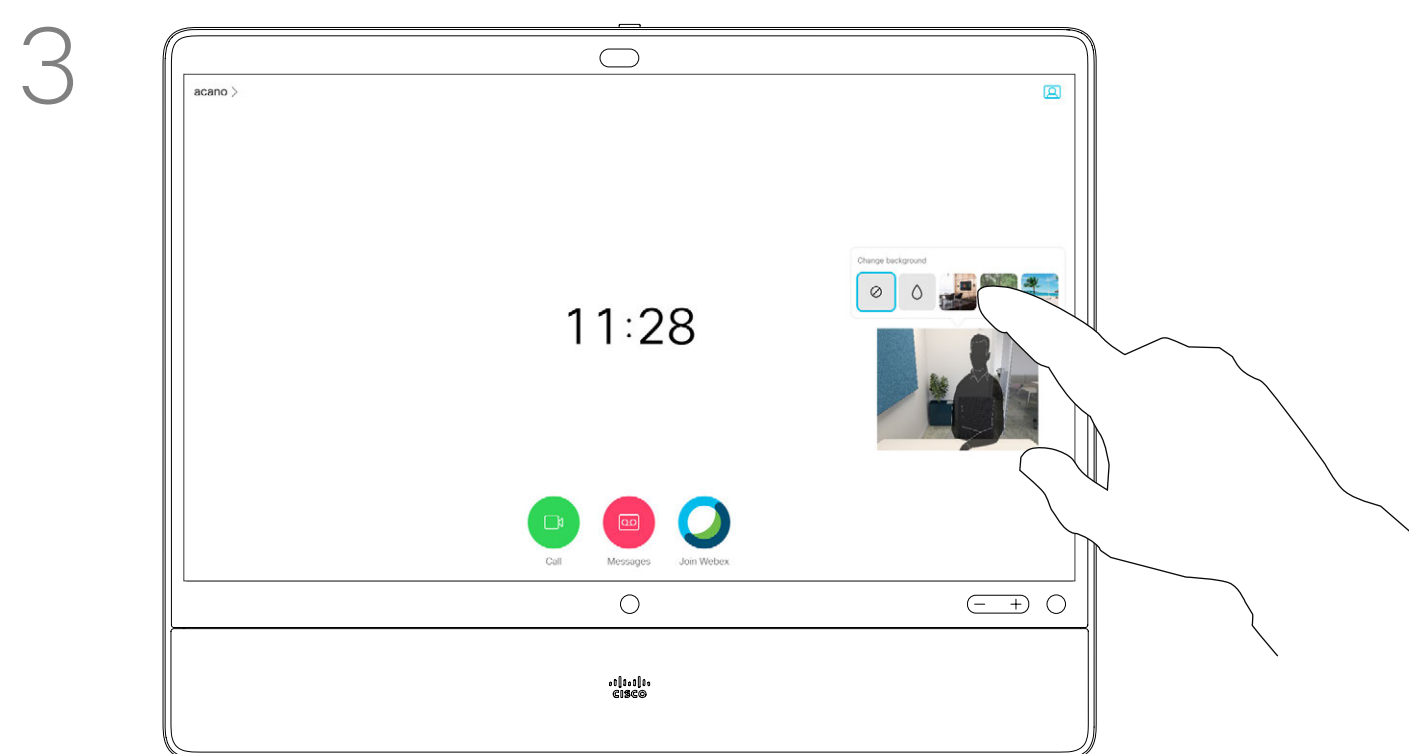 3
acano >
Change background
11:28
Call
Messages
Join Webex
− +
CISCO